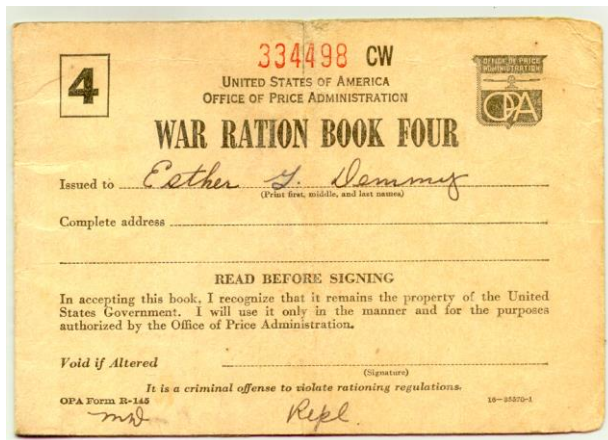 334498 CW
4
UNITED STATES OF AMERICA
OFFICE OF PRICE ADMINISTRATION
OFFICE OF PRICE
ADMINISTRATION
OPA
WAR RATION BOOK FOUR
Issued to Esther
(Print first, middle, and last names)
Complete address
READ BEFORE SIGNING
In accepting this book, I recognize that it remains the property of the United
States Government. I will use it only in the manner and for the purposes
authorized by the Office of Price Administration.
Void if Altered
(Signature)
It is a criminal offense to violate rationing regulations.
OPA Form R-145
Repl.